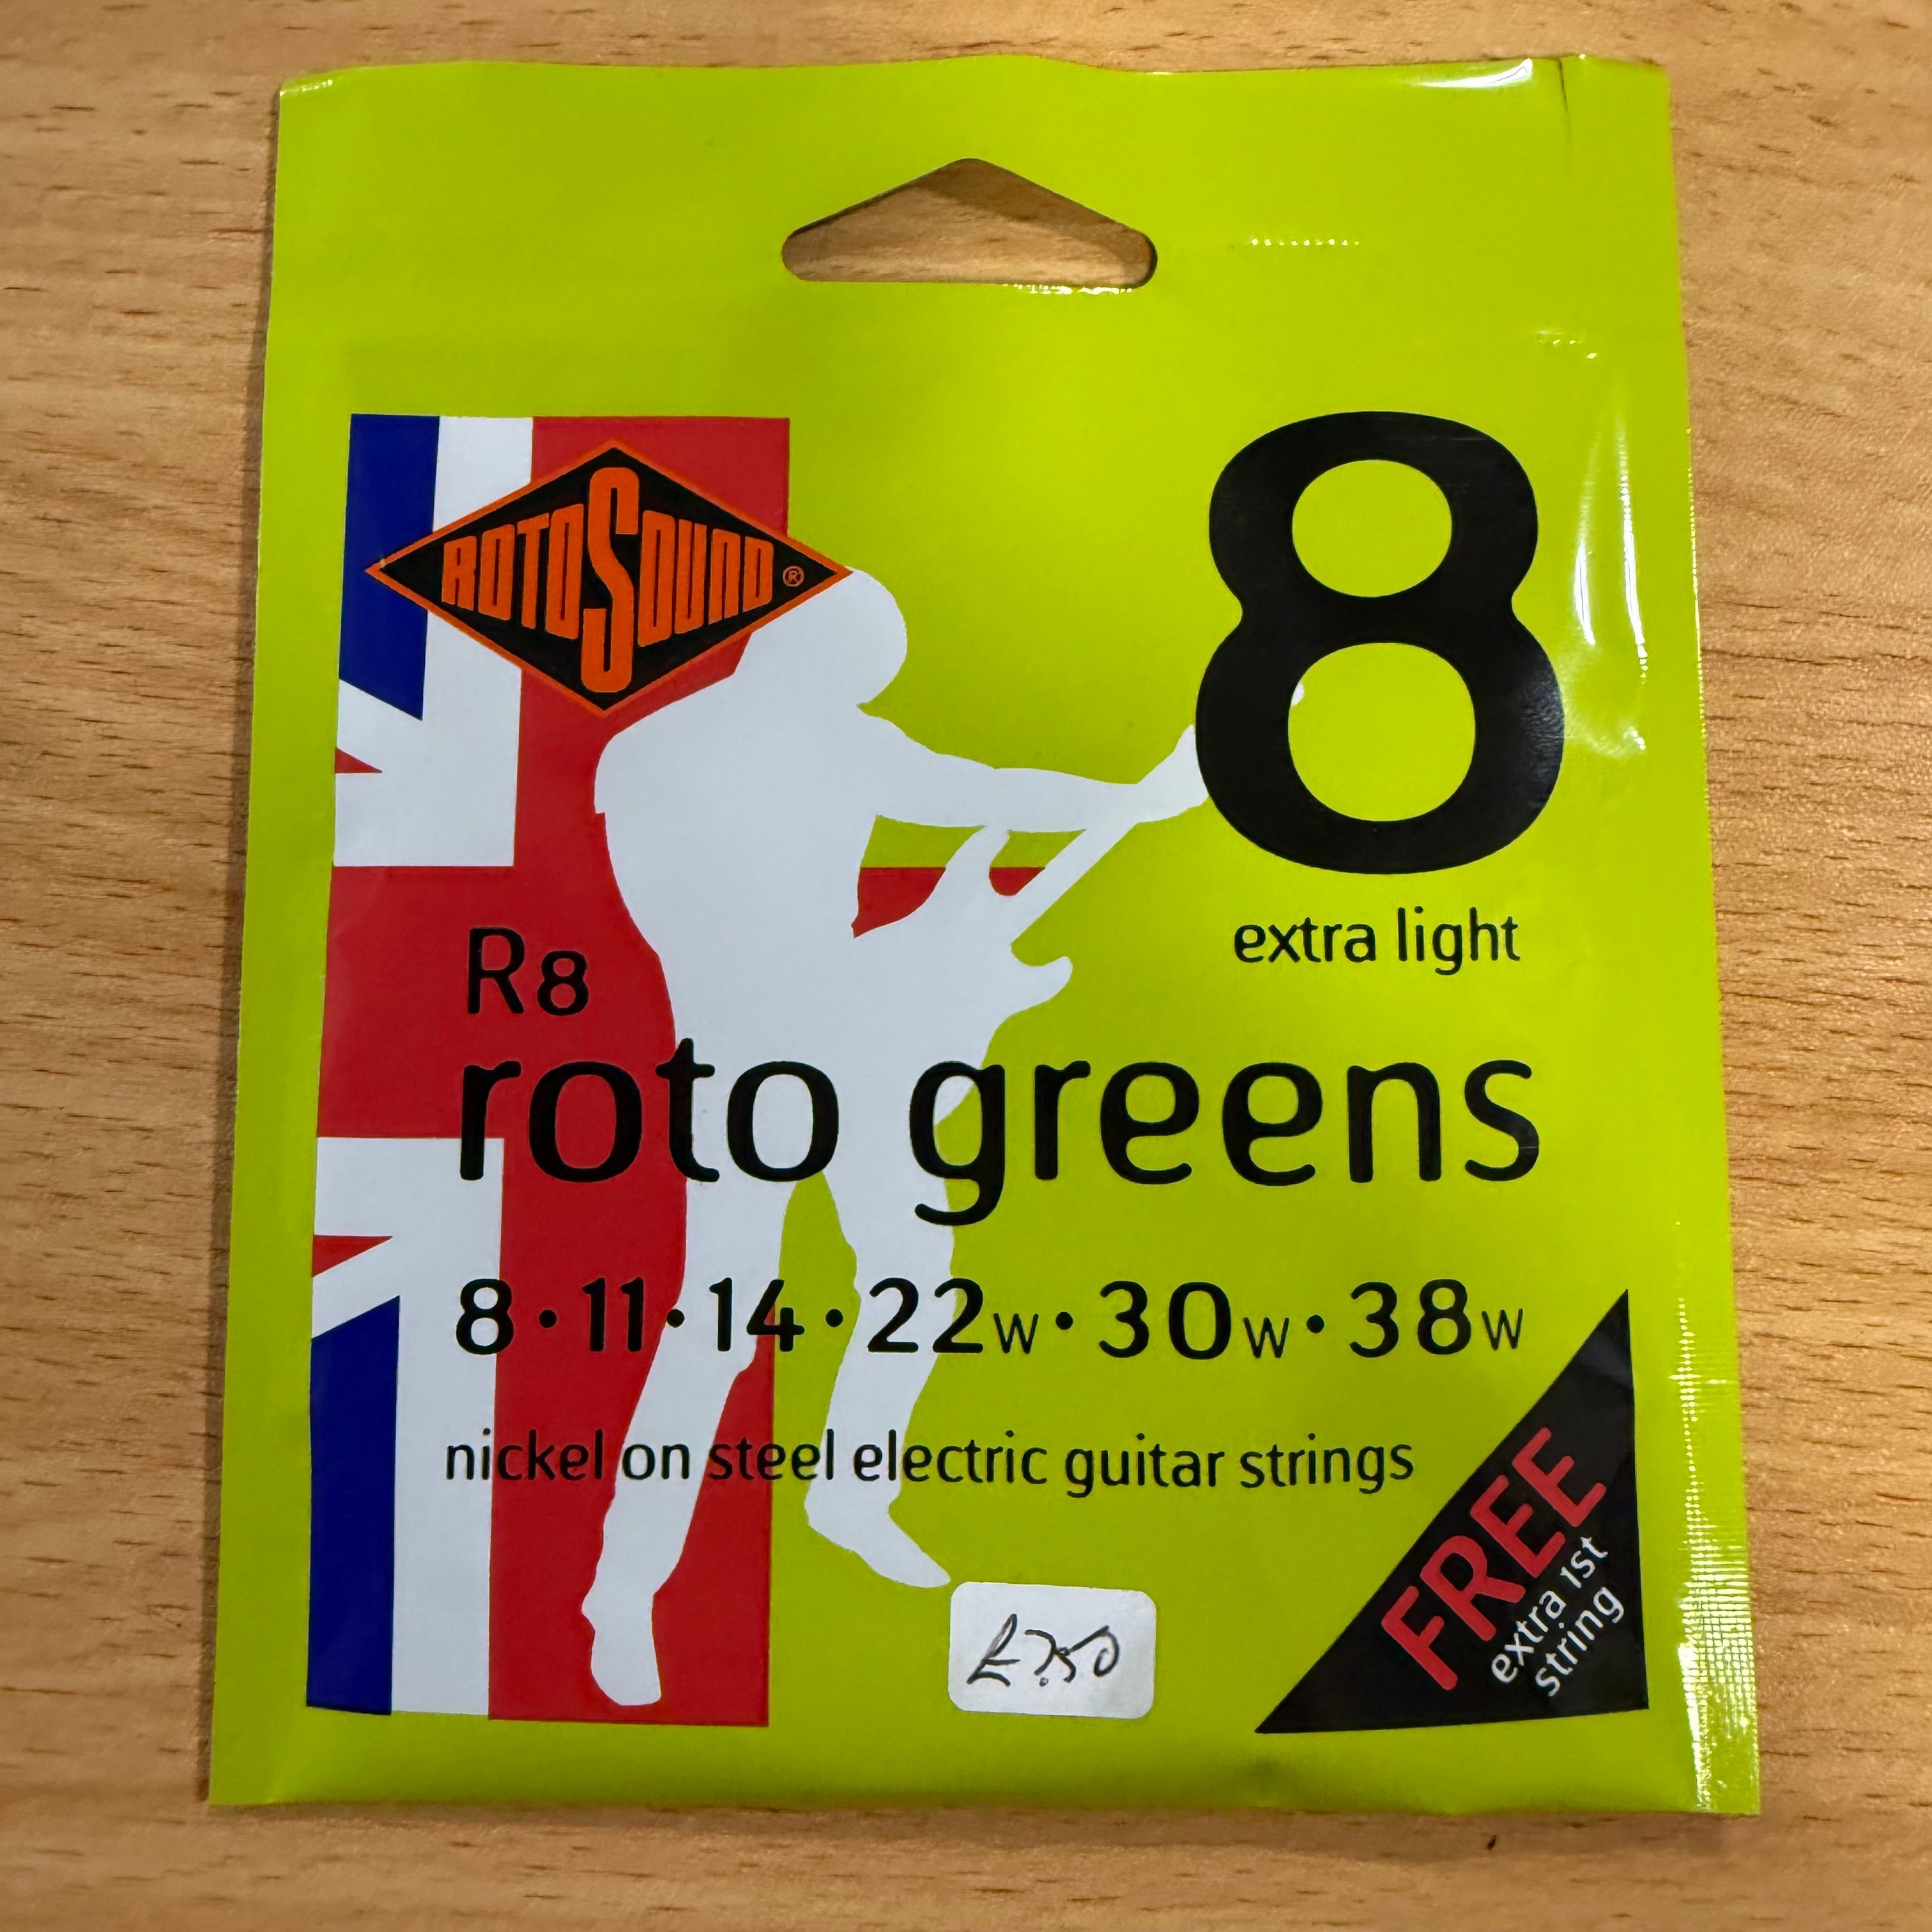 ROTOSOUND®
8
extra light
R8
roto greens
8·11·14·22w·30w·38w
nickel on steel electric guitar strings
FREE
extra 1st
string
£7.50